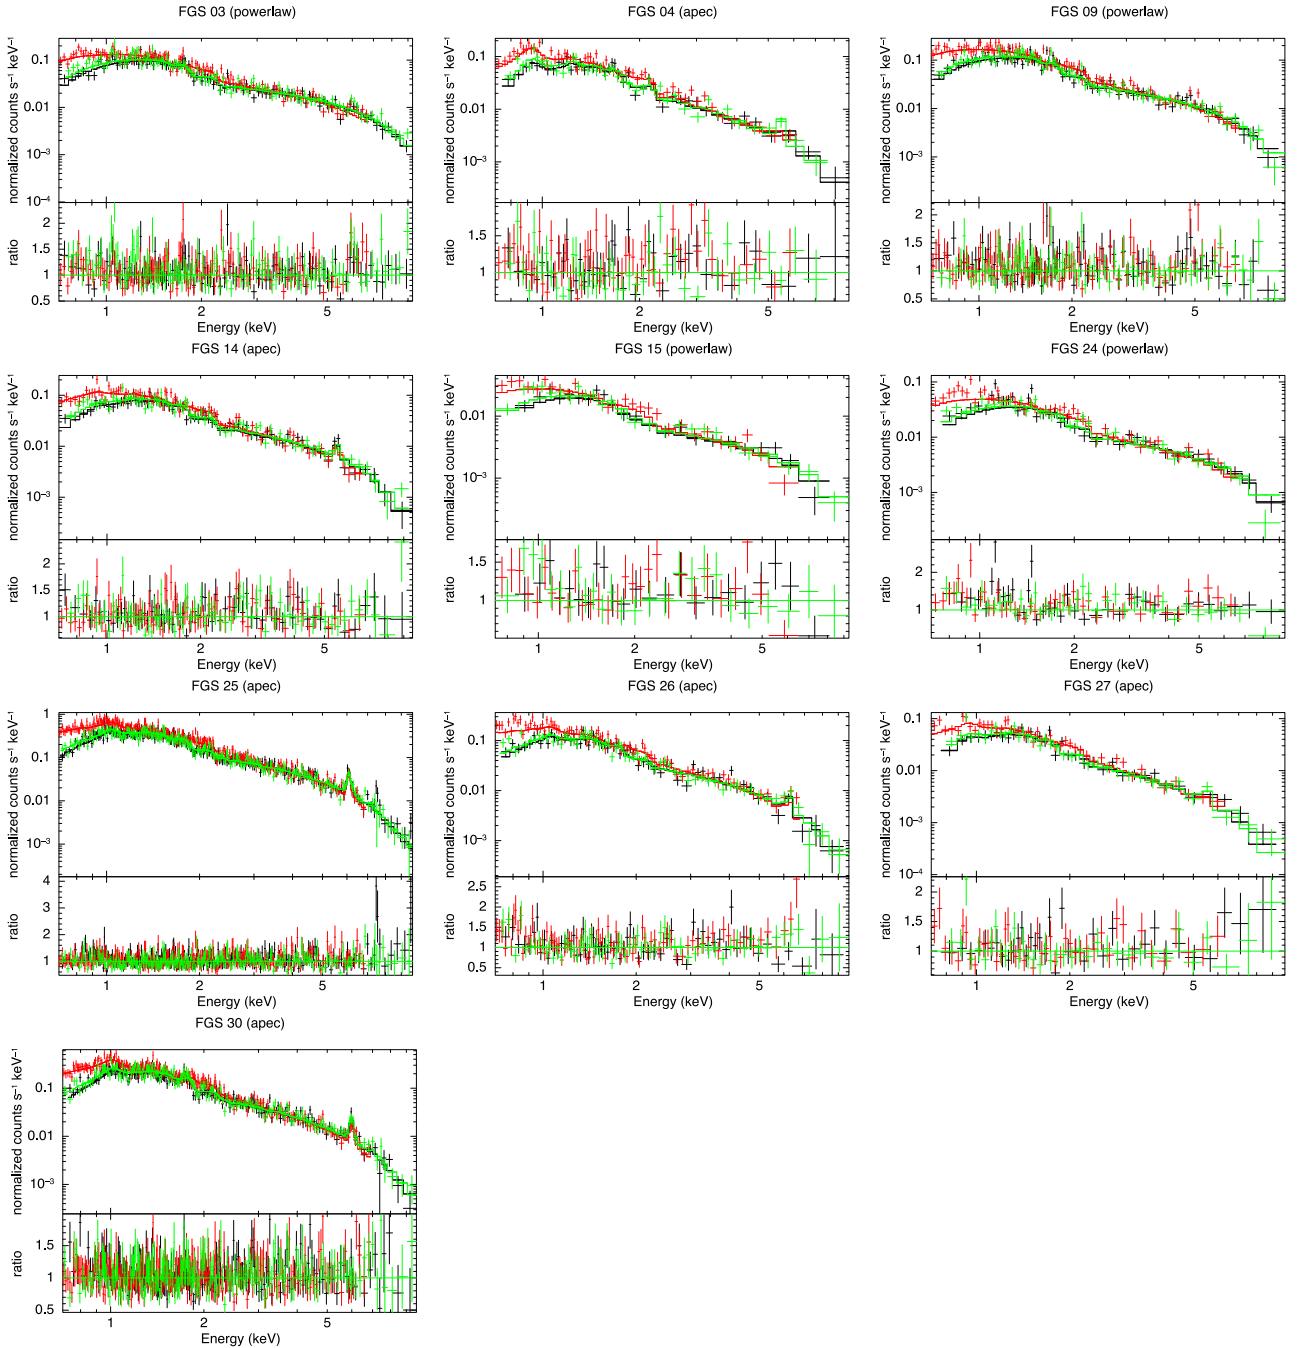 FGS 03 (powerlaw)
normalized counts s⁻¹ keV⁻¹
0.1
0.01
10⁻³
10⁻⁴
ratio
2
1.5
1
0.5
1 2 5
Energy (keV)
FGS 04 (apec)
normalized counts s⁻¹ keV⁻¹
0.1
0.01
10⁻³
ratio
1.5
1
1 2 5
Energy (keV)
FGS 09 (powerlaw)
normalized counts s⁻¹ keV⁻¹
0.1
0.01
10⁻³
ratio
2
1.5
1
0.5
1 2 5
Energy (keV)
FGS 14 (apec)
normalized counts s⁻¹ keV⁻¹
0.1
0.01
10⁻³
ratio
2
1.5
1
1 2 5
Energy (keV)
FGS 15 (powerlaw)
normalized counts s⁻¹ keV⁻¹
0.01
10⁻³
ratio
1.5
1
1 2 5
Energy (keV)
FGS 24 (powerlaw)
normalized counts s⁻¹ keV⁻¹
0.1
0.01
10⁻³
ratio
2
1
1 2 5
Energy (keV)
FGS 25 (apec)
normalized counts s⁻¹ keV⁻¹
1
0.1
0.01
10⁻³
ratio
4
3
2
1
1 2 5
Energy (keV)
FGS 26 (apec)
normalized counts s⁻¹ keV⁻¹
0.1
0.01
10⁻³
ratio
2.5
2
1.5
1
0.5
1 2 5
Energy (keV)
FGS 27 (apec)
normalized counts s⁻¹ keV⁻¹
0.1
0.01
10⁻³
10⁻⁴
ratio
2
1.5
1
1 2 5
Energy (keV)
FGS 30 (apec)
normalized counts s⁻¹ keV⁻¹
0.1
0.01
10⁻³
ratio
1.5
1
0.5
1 2 5
Energy (keV)